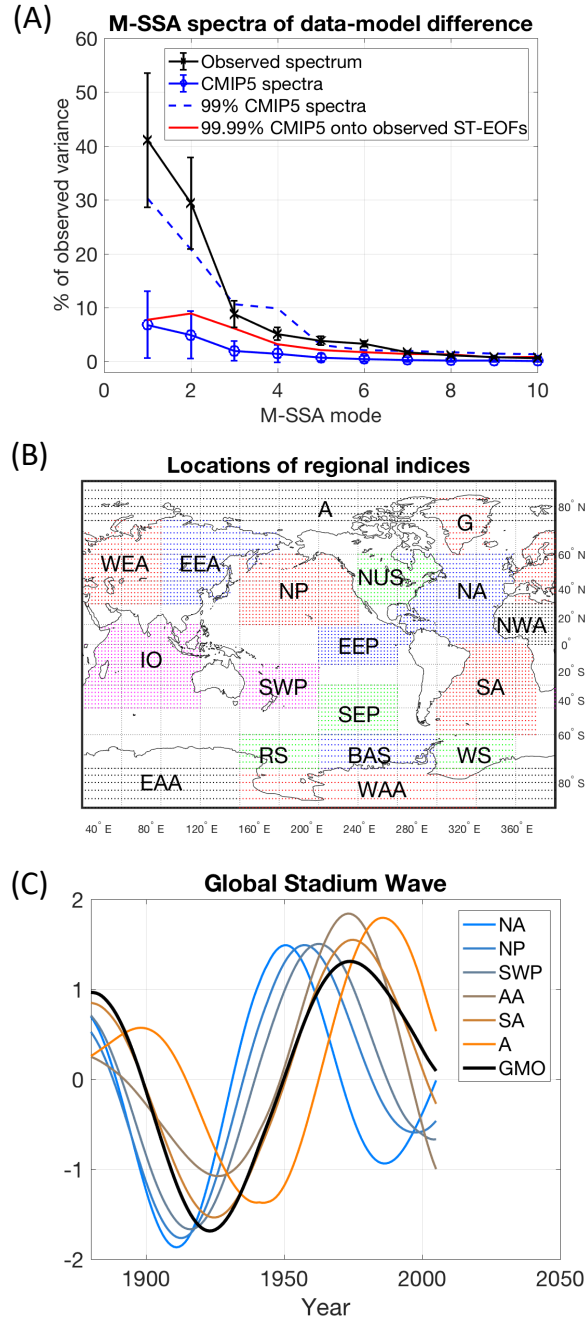 (A)
M-SSA spectra of data-model difference
60
50
40
30
20
10
0
% of observed variance
Observed spectrum
CMIP5 spectra
99% CMIP5 spectra
99.99% CMIP5 onto observed ST-EOFs
0 2 4 6 8 10
M-SSA mode
(B)
Locations of regional indices
A
G
WEA
EEA
NP
NUS
NA
NWA
IO
EEP
SWP
SA
SEP
RS
BAS
WS
EAA
WAA
80° N
60° N
40° N
20° N
0°
20° S
40° S
60° S
80° S
40° E 80° E 120° E 160° E 200° E 240° E 280° E 320° E 360° E
(C)
Global Stadium Wave
2
1
0
-1
-2
NA
NP
SWP
AA
SA
A
GMO
1900 1950 2000 2050
Year